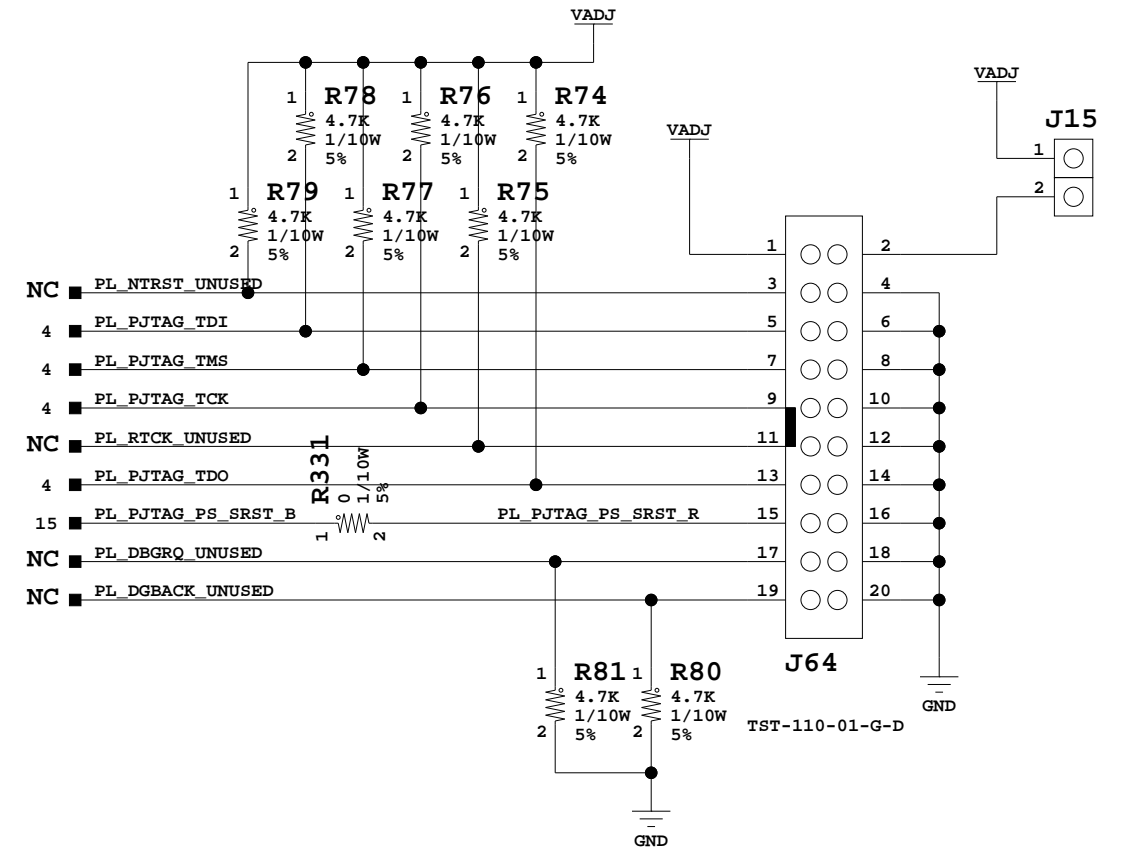 VADJ
VADJ
VADJ
J15
1
2
1 R78
4.7K
1/10W
2 5%
1 R76
4.7K
1/10W
2 5%
1 R74
4.7K
1/10W
2 5%
1 R79
4.7K
1/10W
2 5%
1 R77
4.7K
1/10W
2 5%
1 R75
4.7K
1/10W
2 5%
1 2
NC PL_NTRST_UNUSED 3 4
4 PL_PJTAG_TDI 5 6
4 PL_PJTAG_TMS 7 8
4 PL_PJTAG_TCK 9 10
NC PL_RTCK_UNUSED 11 12
4 PL_PJTAG_TDO 13 14
R331
0
1/10W
5%
15 PL_PJTAG_PS_SRST_B 1 2 PL_PJTAG_PS_SRST_R 15 16
NC PL_DBGRQ_UNUSED 17 18
NC PL_DGBACK_UNUSED 19 20
J64
TST-110-01-G-D
GND
1 R81
4.7K
1/10W
2 5%
1 R80
4.7K
1/10W
2 5%
GND